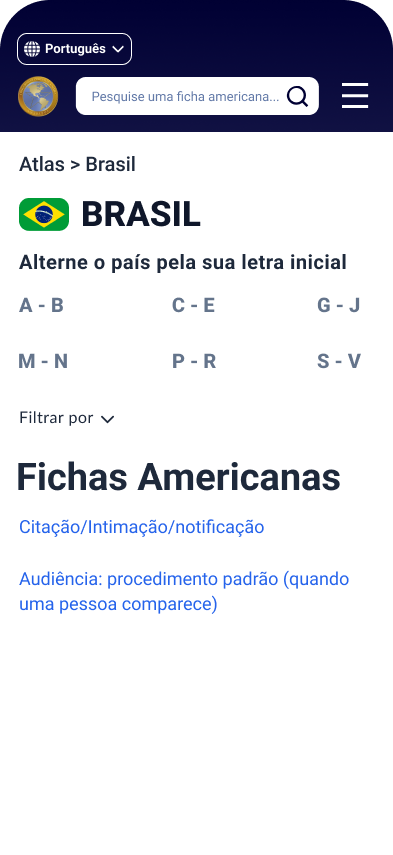 Português
Pesquise uma ficha americana...
Atlas > Brasil
BRASIL
Alterne o país pela sua letra inicial
A - B C - E G - J
M - N P - R S - V
Filtrar por
Fichas Americanas
Citação/Intimação/notificação
Audiência: procedimento padrão (quando
uma pessoa comparece)